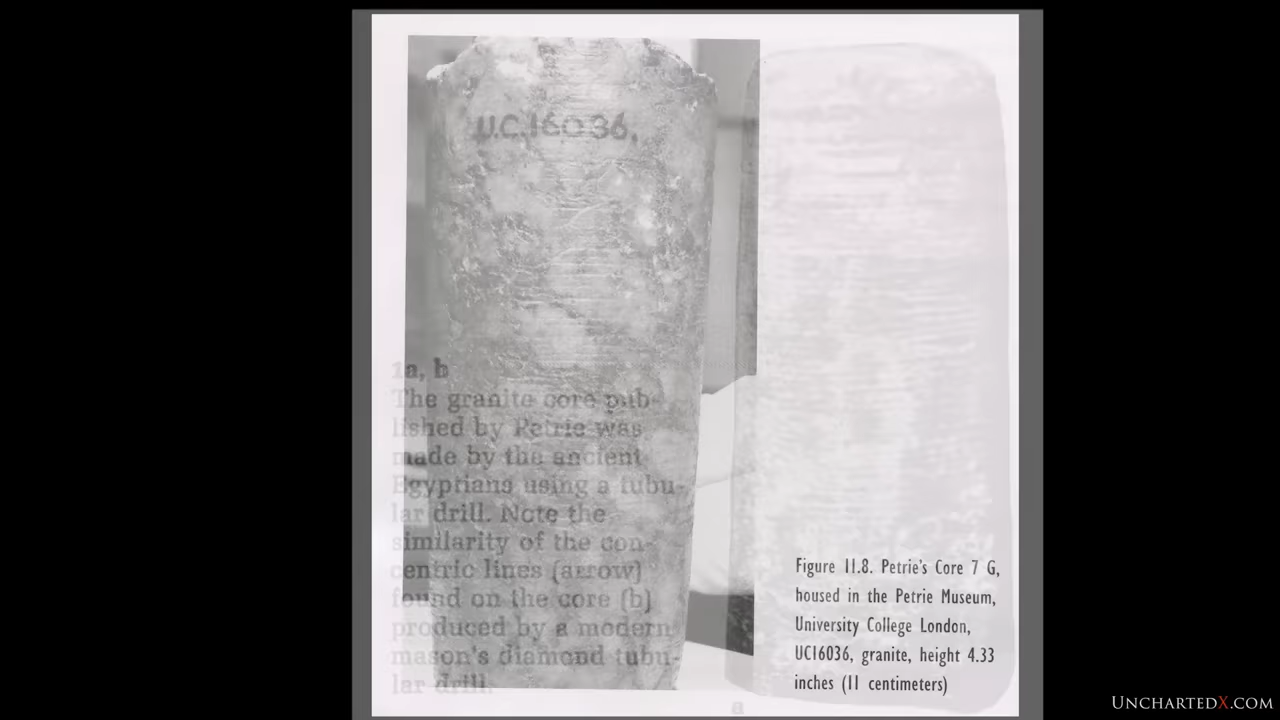 U.C.16036.
1a, b
The granite core pub-
lished by Petrie was
made by the ancient
Egyptians using a tubu-
lar drill. Note the
similarity of the con-
centric lines (arrow)
found on the core (b)
produced by a modern
mason's diamond tubu-
lar drill.
a
Figure 11.8. Petrie's Core 7 G,
housed in the Petrie Museum,
University College London,
UC16036, granite, height 4.33
inches (11 centimeters)
UNCHARTEDX.COM